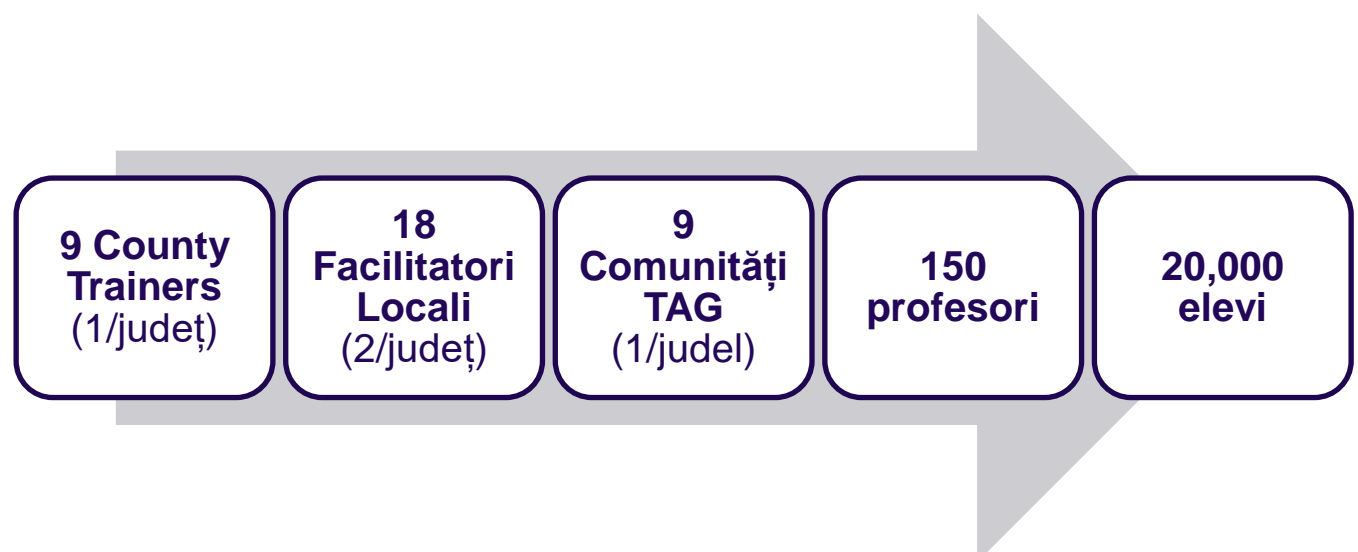 9 County
Trainers
(1/județ)
18
Facilitatori
Locali
(2/județ)
9
Comunități
TAG
(1/judel)
150
profesori
20,000
elevi